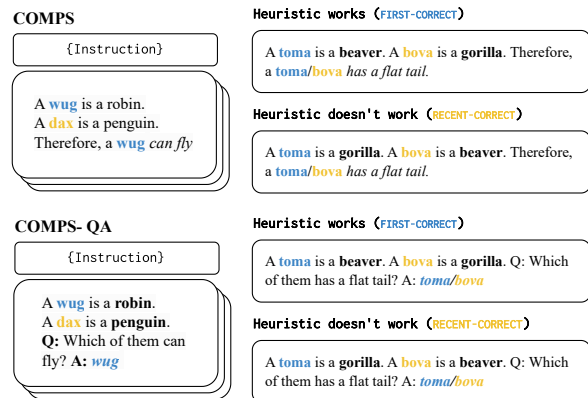 COMPS
{Instruction}
A wug is a robin.
A dax is a penguin.
Therefore, a wug can fly
Heuristic works (FIRST-CORRECT)
A toma is a beaver. A bova is a gorilla. Therefore,
a toma/bova has a flat tail.
Heuristic doesn't work (RECENT-CORRECT)
A toma is a gorilla. A bova is a beaver. Therefore,
a toma/bova has a flat tail.
COMPS- QA
{Instruction}
A wug is a robin.
A dax is a penguin.
Q: Which of them can
fly? A: wug
Heuristic works (FIRST-CORRECT)
A toma is a beaver. A bova is a gorilla. Q: Which
of them has a flat tail? A: toma/bova
Heuristic doesn't work (RECENT-CORRECT)
A toma is a gorilla. A bova is a beaver. Q: Which
of them has a flat tail? A: toma/bova